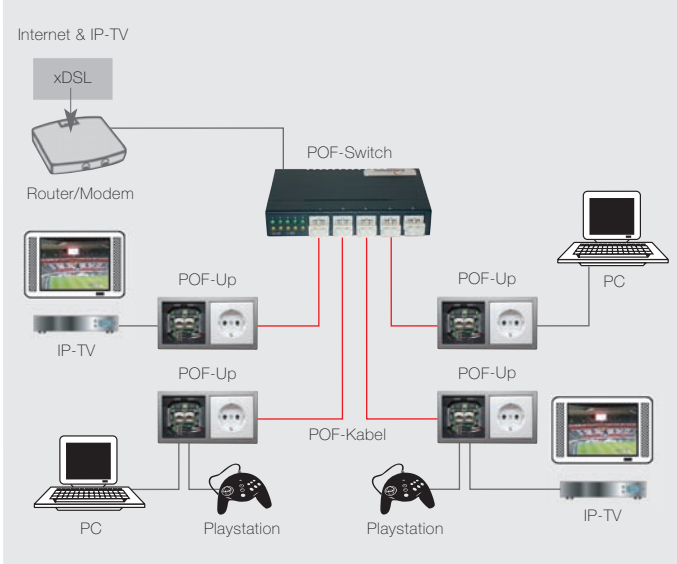 Internet & IP-TV
xDSL
POF-Switch
Router/Modem
POF-Up
POF-Up
PC
IP-TV
POF-Up
POF-Up
POF-Kabel
PC
Playstation
Playstation
IP-TV